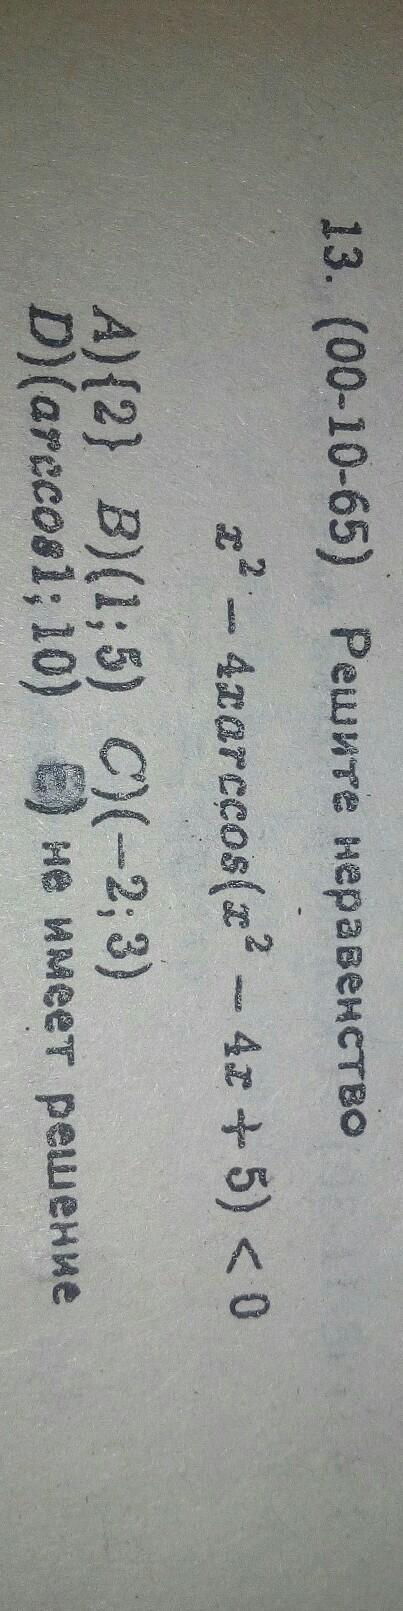 13. (00-10-65) Решите неравенство
x² − 4xarccos(x² − 4x + 5) < 0
A){2} B)(1; 5) C)(−2; 3)
D)(arccos1; 10) E) не имеет решение